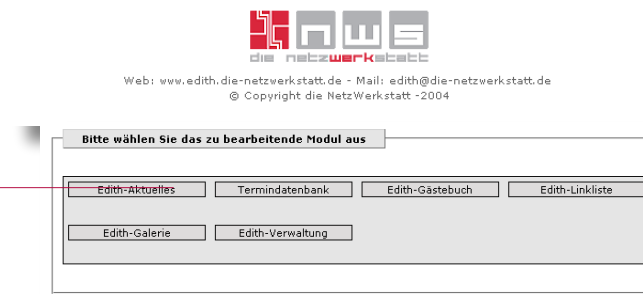 nws
die netzwerkstatt
Web: www.edith.die-netzwerkstatt.de - Mail: edith@die-netzwerkstatt.de
© Copyright die NetzWerkstatt -2004
Bitte wählen Sie das zu bearbeitende Modul aus
Edith-Aktuelles Termindatenbank Edith-Gästebuch Edith-Linkliste
Edith-Galerie Edith-Verwaltung